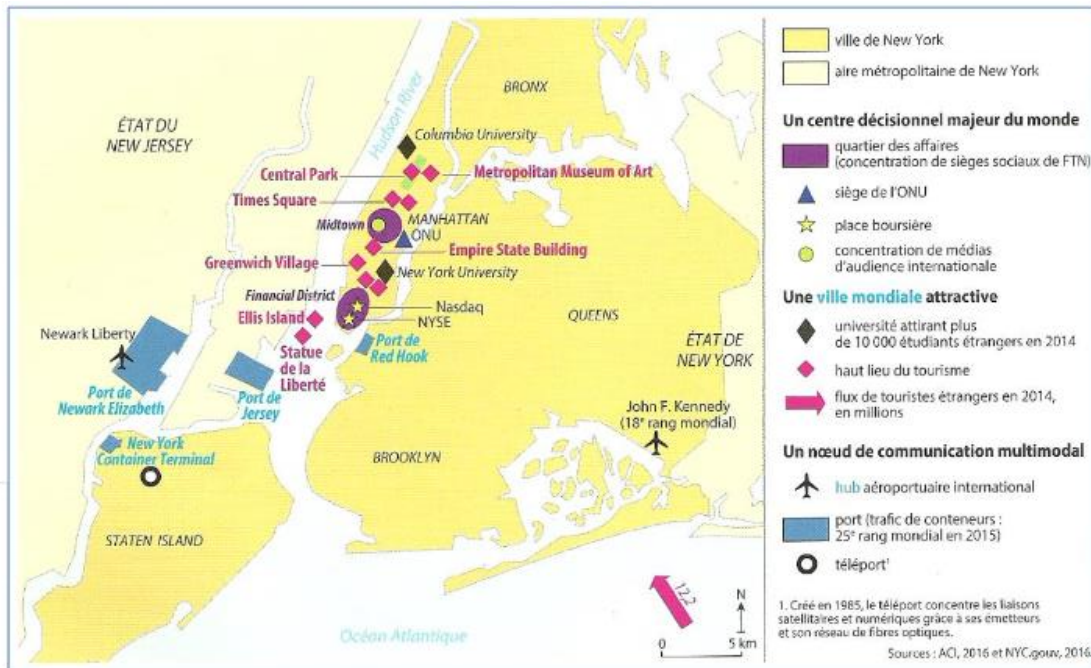 BRONX
Hudson River
ÉTAT DU
NEW JERSEY
Columbia University
Central Park
Metropolitan Museum of Art
Times Square
Midtown
MANHATTAN
ONU
Empire State Building
Greenwich Village
New York University
Financial District
Nasdaq
NYSE
QUEENS
Ellis Island
Statue
de la
Liberté
Port de
Red Hook
ÉTAT DE
NEW YORK
Newark Liberty
Port de
Newark Elizabeth
Port de
Jersey
John F. Kennedy
(18e rang mondial)
New York
Container Terminal
BROOKLYN
STATEN ISLAND
12,2
N
0 5 km
Océan Atlantique
ville de New York
aire métropolitaine de New York
Un centre décisionnel majeur du monde
quartier des affaires
(concentration de sièges sociaux de FTN)
siège de l'ONU
place boursière
concentration de médias
d'audience internationale
Une ville mondiale attractive
université attirant plus
de 10 000 étudiants étrangers en 2014
haut lieu du tourisme
flux de touristes étrangers en 2014,
en millions
Un nœud de communication multimodal
hub aéroportuaire international
port (trafic de conteneurs :
25e rang mondial en 2015)
téléport¹
1. Créé en 1985, le téléport concentre les liaisons
satellitaires et numériques grâce à ses émetteurs
et son réseau de fibres optiques.
Sources : ACI, 2016 et NYC.gouv, 2016